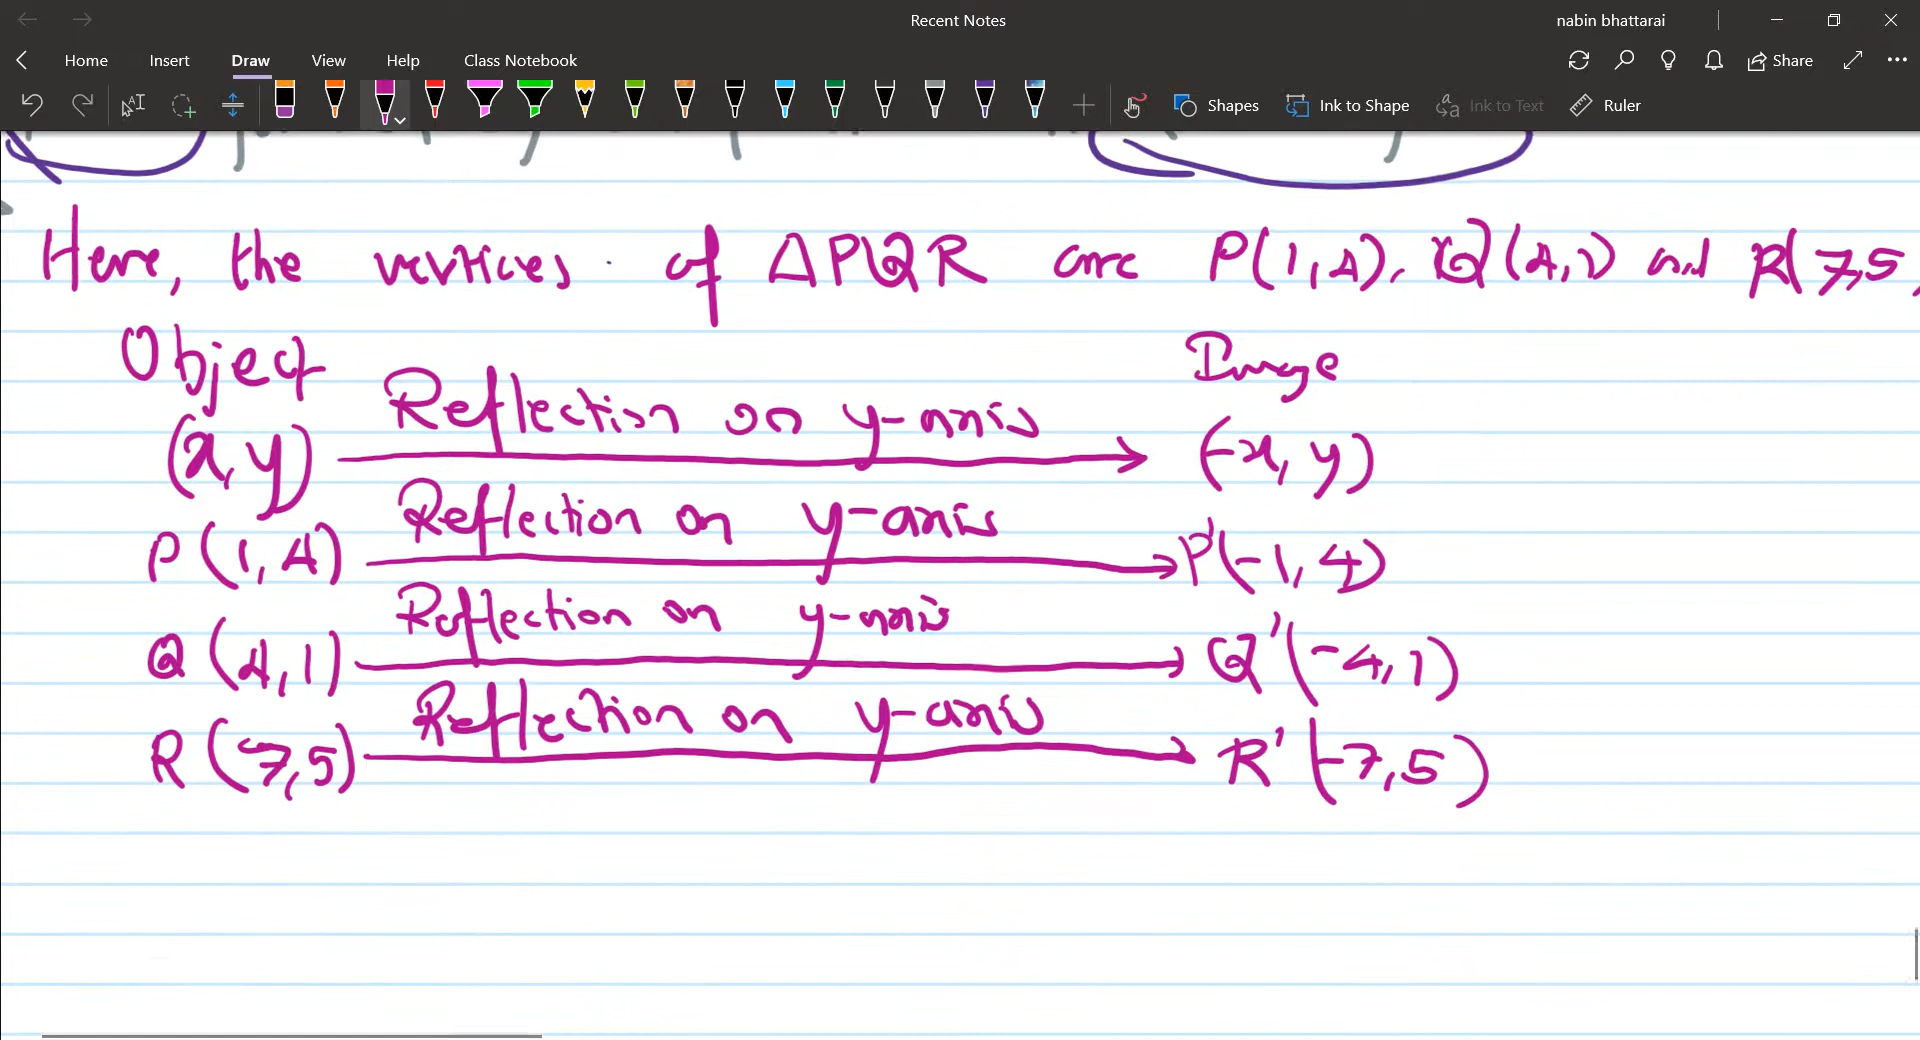 Recent Notes
nabin bhattarai
Home Insert Draw View Help Class Notebook Share
Shapes Ink to Shape Ink to Text Ruler
Here, the vertices of △PQR are P(1,4), Q(4,1) and R(7,5)
Object Image
(x,y) Reflection on y-axis (-x, y)
P(1,4) Reflection on y-axis P'(-1,4)
Q(4,1) Reflection on y-axis Q'(-4,1)
R(7,5) Reflection on y-axis R'(-7,5)